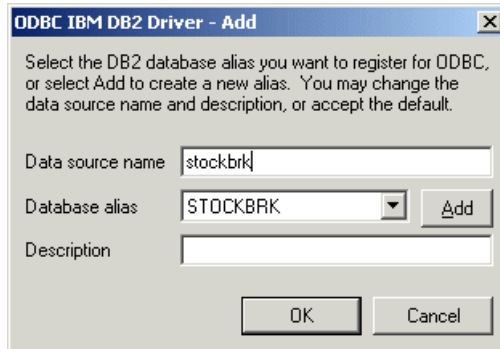 ODBC IBM DB2 Driver - Add
Select the DB2 database alias you want to register for ODBC,
or select Add to create a new alias. You may change the
data source name and description, or accept the default.
Data source name stockbrk
Database alias STOCKBRK Add
Description
OK Cancel